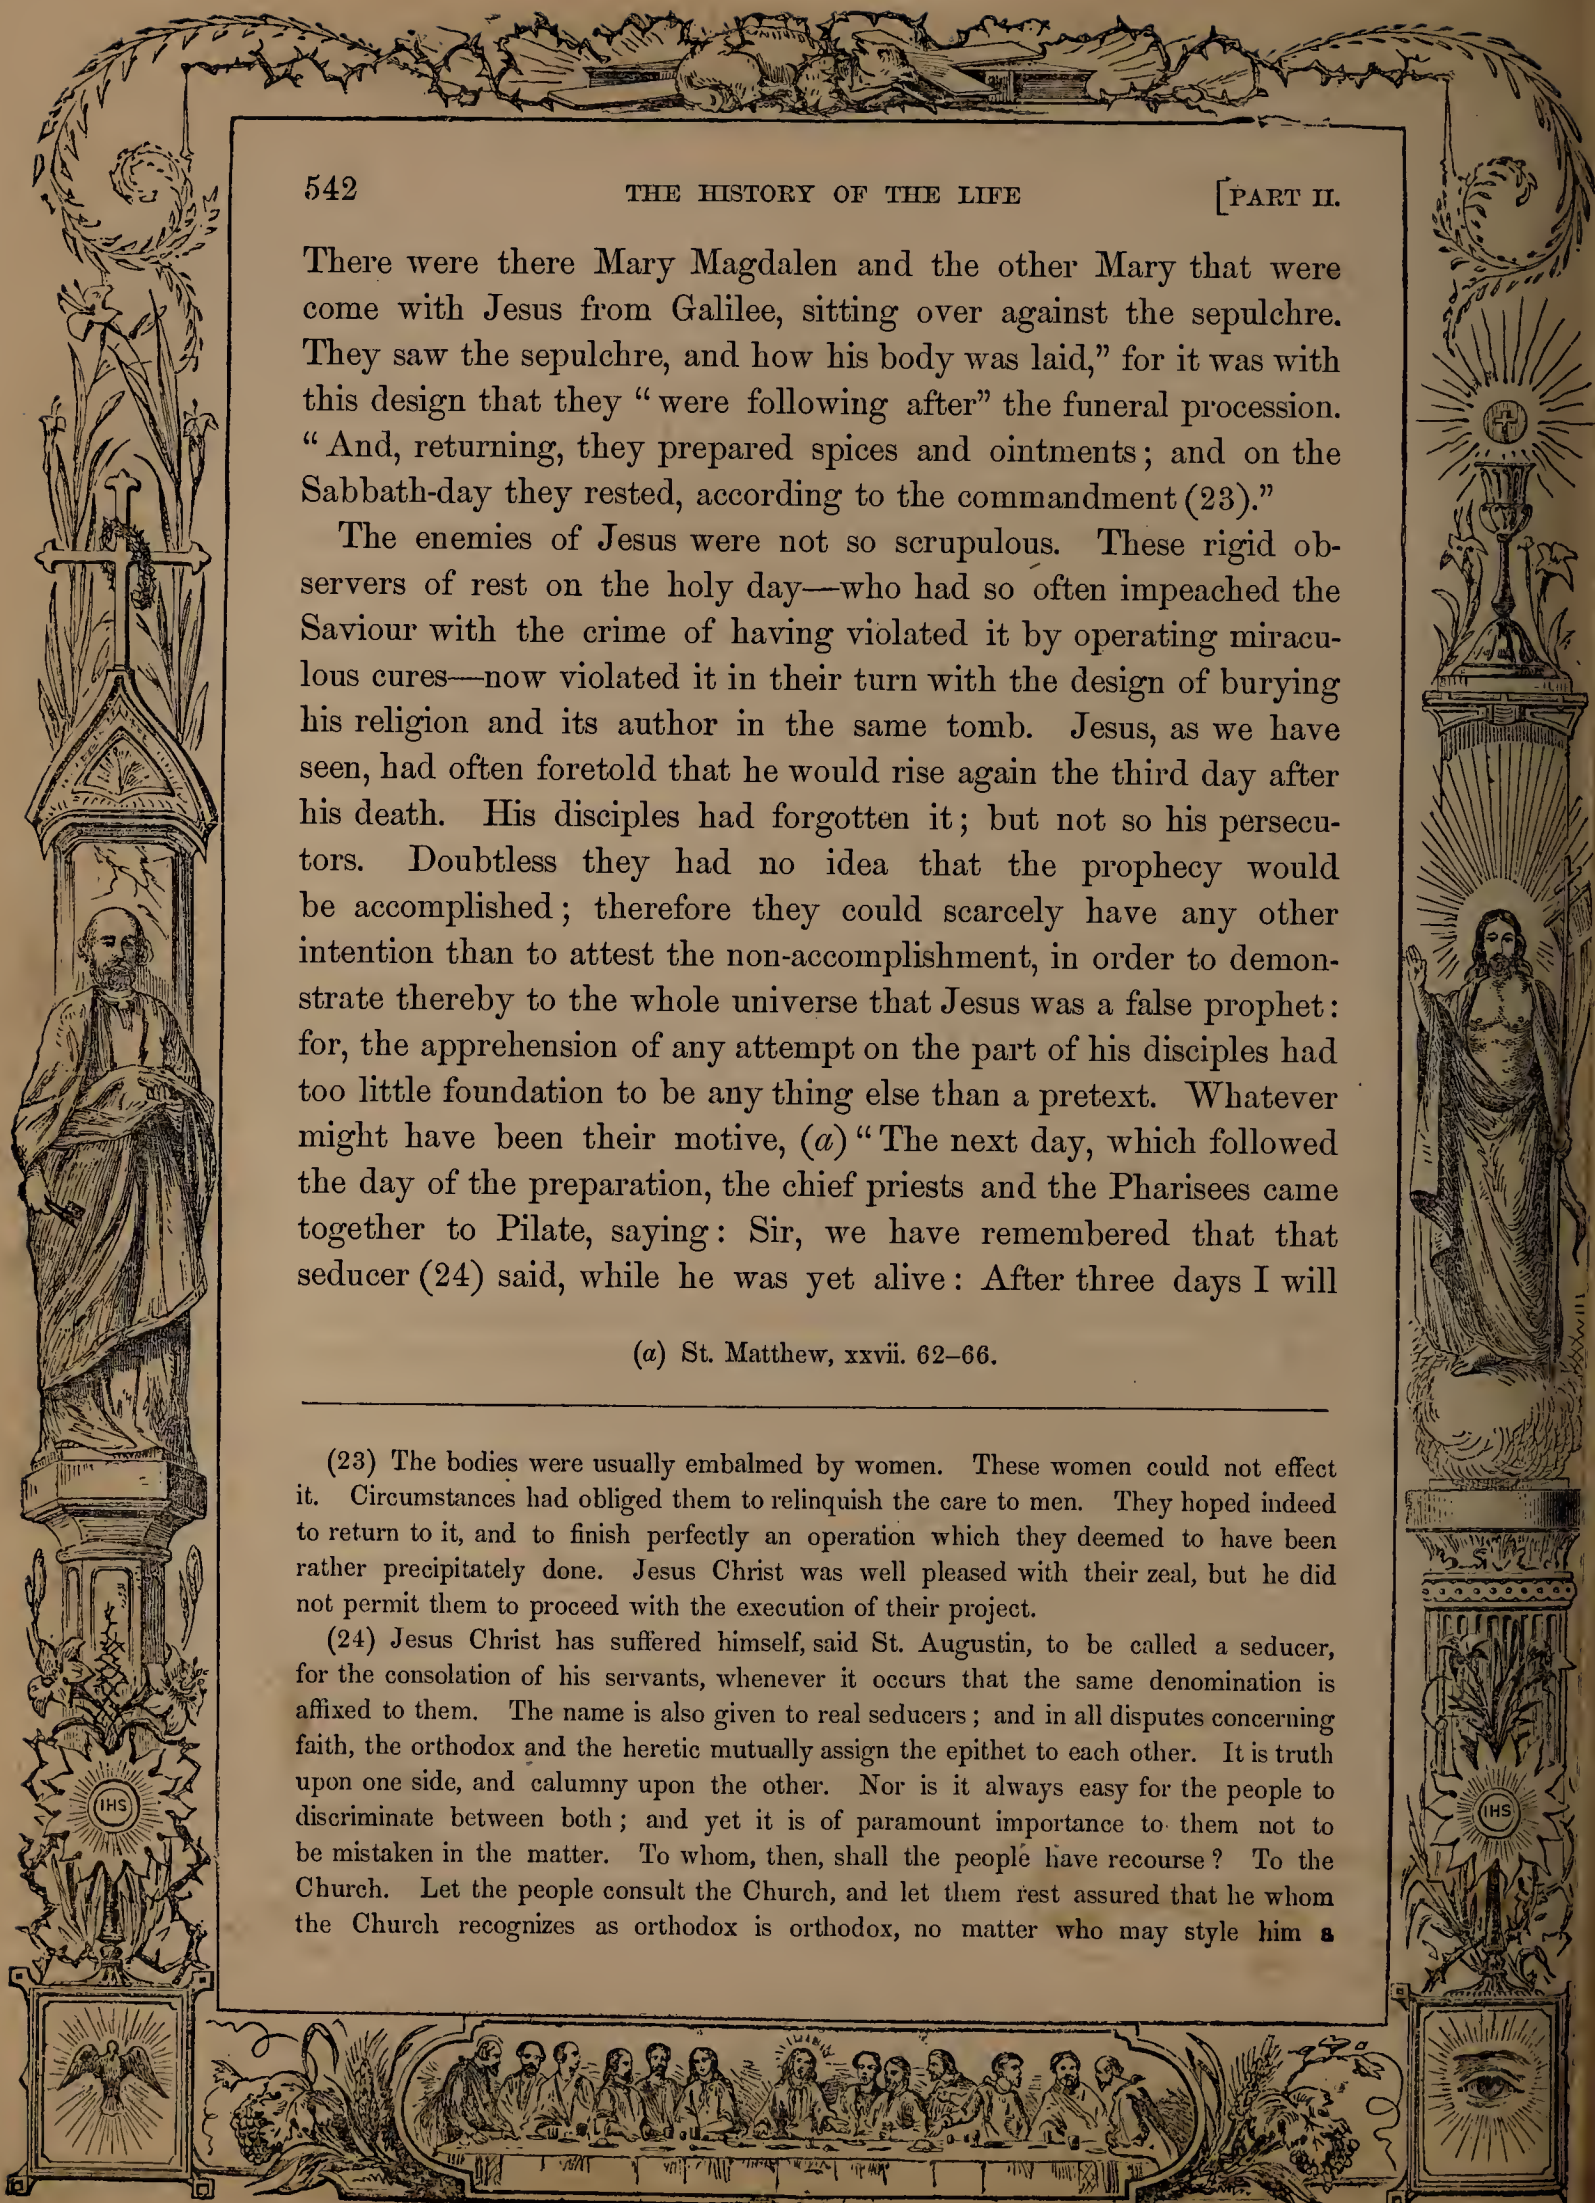 542 THE HISTORY OF THE LIFE [PART II.
There were there Mary Magdalen and the other Mary that were
come with Jesus from Galilee, sitting over against the sepulchre.
They saw the sepulchre, and how his body was laid,” for it was with
this design that they “ were following after” the funeral procession.
“ And, returning, they prepared spices and ointments ; and on the
Sabbath-day they rested, according to the commandment (23).”
The enemies of Jesus were not so scrupulous. These rigid ob-
servers of rest on the holy day—who had so often impeached the
Saviour with the crime of having violated it by operating miracu-
lous cures—now violated it in their turn with the design of burying
his religion and its author in the same tomb. Jesus, as we have
seen, had often foretold that he would rise again the third day after
his death. His disciples had forgotten it ; but not so his persecu-
tors. Doubtless they had no idea that the prophecy would
be accomplished ; therefore they could scarcely have any other
intention than to attest the non-accomplishment, in order to demon-
strate thereby to the whole universe that Jesus was a false prophet :
for, the apprehension of any attempt on the part of his disciples had
too little foundation to be any thing else than a pretext. Whatever
might have been their motive, (a) “ The next day, which followed
the day of the preparation, the chief priests and the Pharisees came
together to Pilate, saying : Sir, we have remembered that that
seducer (24) said, while he was yet alive : After three days I will
(a) St. Matthew, xxvii. 62–66.
(23) The bodies were usually embalmed by women. These women could not effect
it. Circumstances had obliged them to relinquish the care to men. They hoped indeed
to return to it, and to finish perfectly an operation which they deemed to have been
rather precipitately done. Jesus Christ was well pleased with their zeal, but he did
not permit them to proceed with the execution of their project.
(24) Jesus Christ has suffered himself, said St. Augustin, to be called a seducer,
for the consolation of his servants, whenever it occurs that the same denomination is
affixed to them. The name is also given to real seducers ; and in all disputes concerning
faith, the orthodox and the heretic mutually assign the epithet to each other. It is truth
upon one side, and calumny upon the other. Nor is it always easy for the people to
discriminate between both ; and yet it is of paramount importance to them not to
be mistaken in the matter. To whom, then, shall the people have recourse ? To the
Church. Let the people consult the Church, and let them rest assured that he whom
the Church recognizes as orthodox is orthodox, no matter who may style him a
IHS
IHS